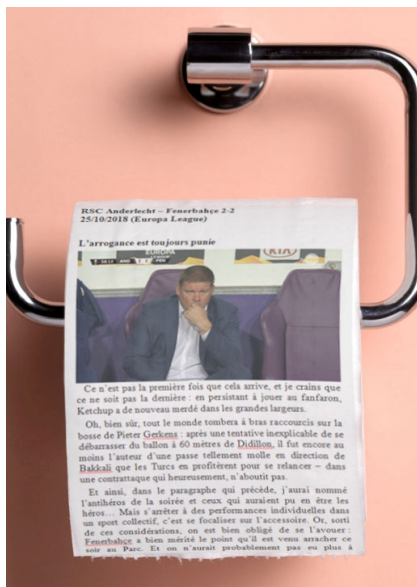 RSC Anderlecht – Fenerbahçe 2-2
25/10/2018 (Europa League)
L'arrogance est toujours punie
EUROPA
LEAGUE
KIA
AND
FEN
Ce n'est pas la première fois que cela arrive, et je crains que
ce ne soit pas la dernière : en persistant à jouer au fanfaron,
Ketchup a de nouveau merdé dans les grandes largeurs.
Oh, bien sûr, tout le monde tombera à bras raccourcis sur la
bosse de Pieter Gerkens : après une tentative inexplicable de se
débarrasser du ballon à 60 mètres de Didillon, il fut encore au
moins l'auteur d'une passe tellement molle en direction de
Bakkali que les Turcs en profitèrent pour se relancer – dans
une contrattaque qui heureusement, n'aboutit pas.
Et ainsi, dans le paragraphe qui précède, j'aurai nommé
l'antihéros de la soirée et ceux qui auraient pu en être les
héros... Mais s'arrêter à des performances individuelles dans
un sport collectif, c'est se focaliser sur l'accessoire. Or, sorti
de ces considérations, on est bien obligé de se l'avouer :
Fenerbahçe a bien mérité le point qu'il est venu arracher ce
soir au Parc. Et on n'aurait probablement pas eu plus à